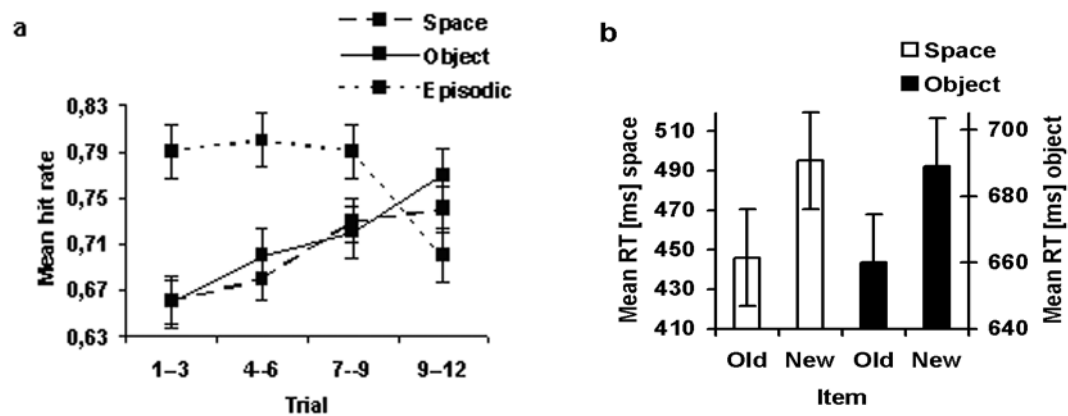 a
Space
Object
Episodic
Mean hit rate
0,83
0,79
0,75
0,71
0,67
0,63
1–3 4–6 7--9 9–12
Trial
b
Space
Object
Mean RT [ms] space
510
490
470
450
430
410
Old New Old New
Item
700
680
660
640
Mean RT [ms] object